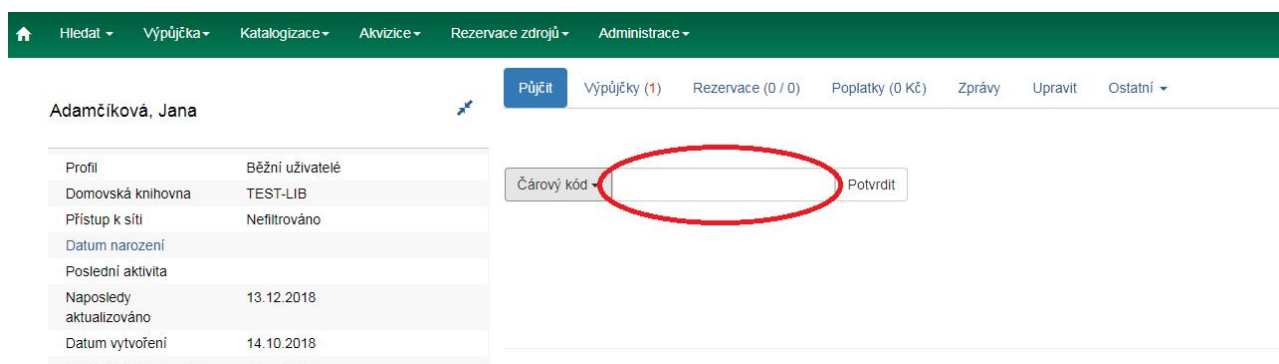 Hledat Výpůjčka Katalogizace Akvizice Rezervace zdrojů Administrace
Adamčíková, Jana
Profil Běžní uživatelé
Domovská knihovna TEST-LIB
Přístup k síti Nefiltrováno
Datum narození
Poslední aktivita
Naposledy aktualizováno 13.12.2018
Datum vytvoření 14.10.2018
Půjčit Výpůjčky (1) Rezervace (0 / 0) Poplatky (0 Kč) Zprávy Upravit Ostatní
Čárový kód Potvrdit